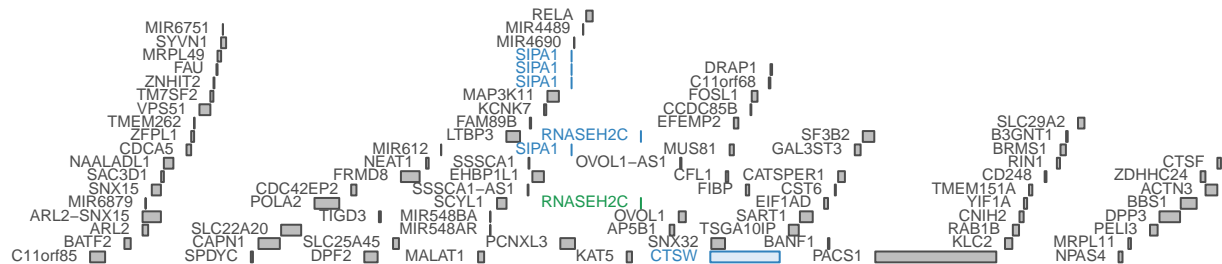 RELA
MIR6751 MIR4489
SYVN1 MIR4690
MRPL49 SIPA1
FAU SIPA1 DRAP1
ZNHIT2 SIPA1 C11orf68
TM7SF2 MAP3K11 FOSL1
VPS51 KCNK7 CCDC85B
TMEM262 FAM89B EFEMP2 SLC29A2
ZFPL1 LTBP3 RNASEH2C SF3B2 B3GNT1
CDCA5 MIR612 SIPA1 MUS81 GAL3ST3 BRMS1
NAALADL1 NEAT1 SSSCA1 OVOL1−AS1 RIN1 CTSF
SAC3D1 FRMD8 EHBP1L1 CFL1 CATSPER1 CD248 ZDHHC24
SNX15 CDC42EP2 SSSCA1−AS1 FIBP CST6 TMEM151A ACTN3
MIR6879 POLA2 SCYL1 RNASEH2C EIF1AD YIF1A BBS1
ARL2−SNX15 TIGD3 MIR548BA OVOL1 SART1 CNIH2 DPP3
ARL2 SLC22A20 MIR548AR AP5B1 TSGA10IP RAB1B PELI3
BATF2 CAPN1 SLC25A45 PCNXL3 SNX32 BANF1 KLC2 MRPL11
C11orf85 SPDYC DPF2 MALAT1 KAT5 CTSW PACS1 NPAS4